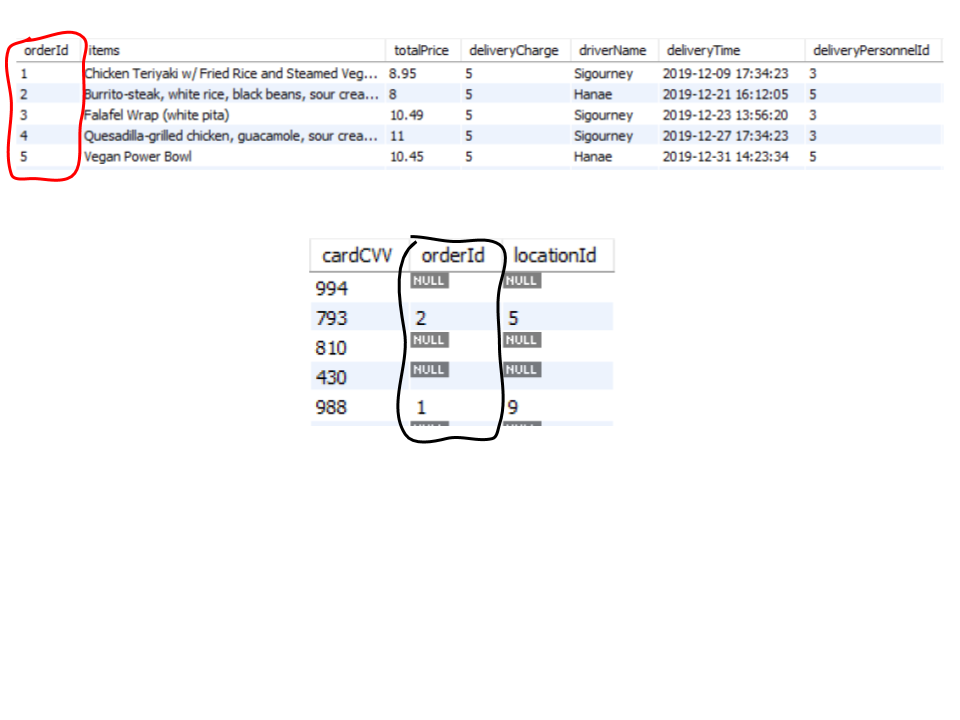 orderId items totalPrice deliveryCharge driverName deliveryTime deliveryPersonnelId
1 Chicken Teriyaki w/ Fried Rice and Steamed Veg... 8.95 5 Sigourney 2019-12-09 17:34:23 3
2 Burrito-steak, white rice, black beans, sour crea... 8 5 Hanae 2019-12-21 16:12:05 5
3 Falafel Wrap (white pita) 10.49 5 Sigourney 2019-12-23 13:56:20 3
4 Quesadilla-grilled chicken, guacamole, sour crea... 11 5 Sigourney 2019-12-27 17:34:23 3
5 Vegan Power Bowl 10.45 5 Hanae 2019-12-31 14:23:34 5
cardCVV orderId locationId
994 NULL NULL
793 2 5
810 NULL NULL
430 NULL NULL
988 1 9